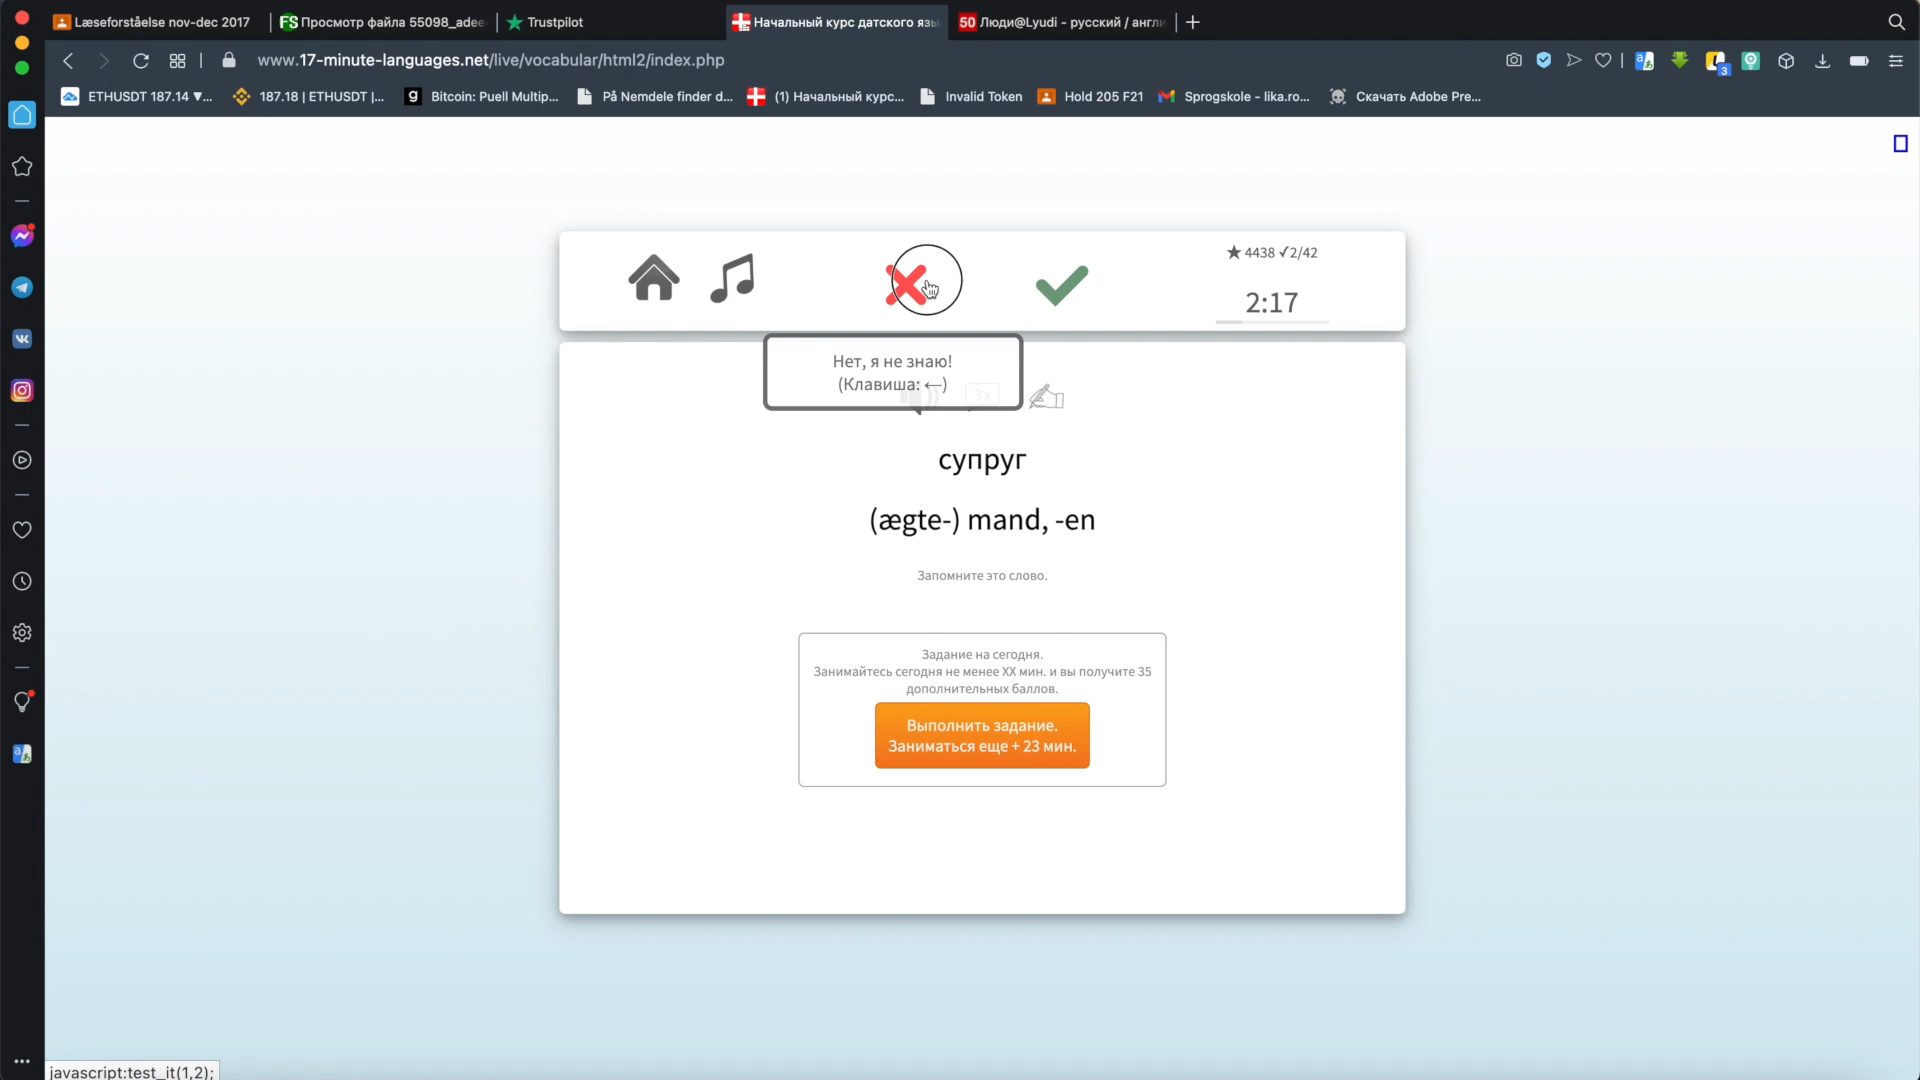 Læseforståelse nov-dec 2017
FS Просмотр файла 55098_adee
Trustpilot
Начальный курс датского язы
50 Люди@Lyudi - русский / англи
www.17-minute-languages.net/live/vocabular/html2/index.php
3
ETHUSDT 187.14 ▼...
187.18 | ETHUSDT |...
g Bitcoin: Puell Multip...
På Nemdele finder d...
(1) Начальный курс...
Invalid Token
Hold 205 F21
Sprogskole - lika.ro...
Скачать Adobe Pre...
★ 4438 ✓2/42
2:17
Нет, я не знаю!
(Клавиша: ←)
3 x
супруг
(ægte-) mand, -en
Запомните это слово.
Задание на сегодня.
Занимайтесь сегодня не менее XX мин. и вы получите 35
дополнительных баллов.
Выполнить задание.
Заниматься еще + 23 мин.
javascript:test_it(1,2);